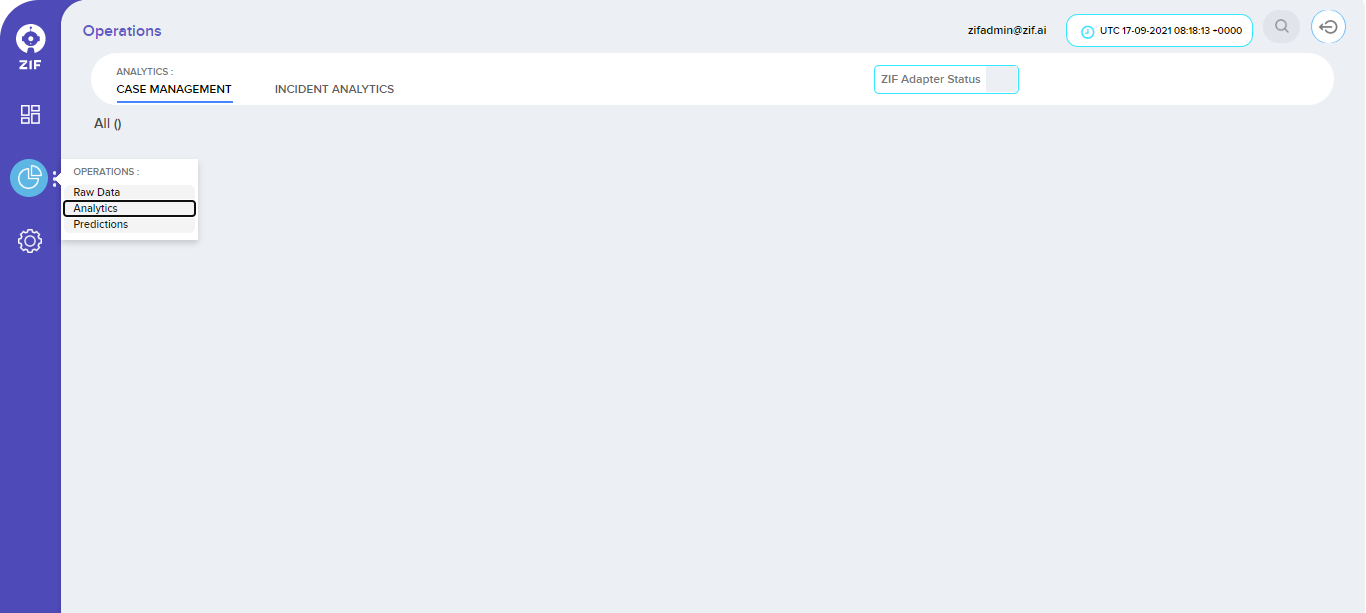 ZIF
Operations
zifadmin@zif.ai
UTC 17-09-2021 08:18:13 +0000
ANALYTICS :
CASE MANAGEMENT
INCIDENT ANALYTICS
ZIF Adapter Status
All ()
OPERATIONS :
Raw Data
Analytics
Predictions